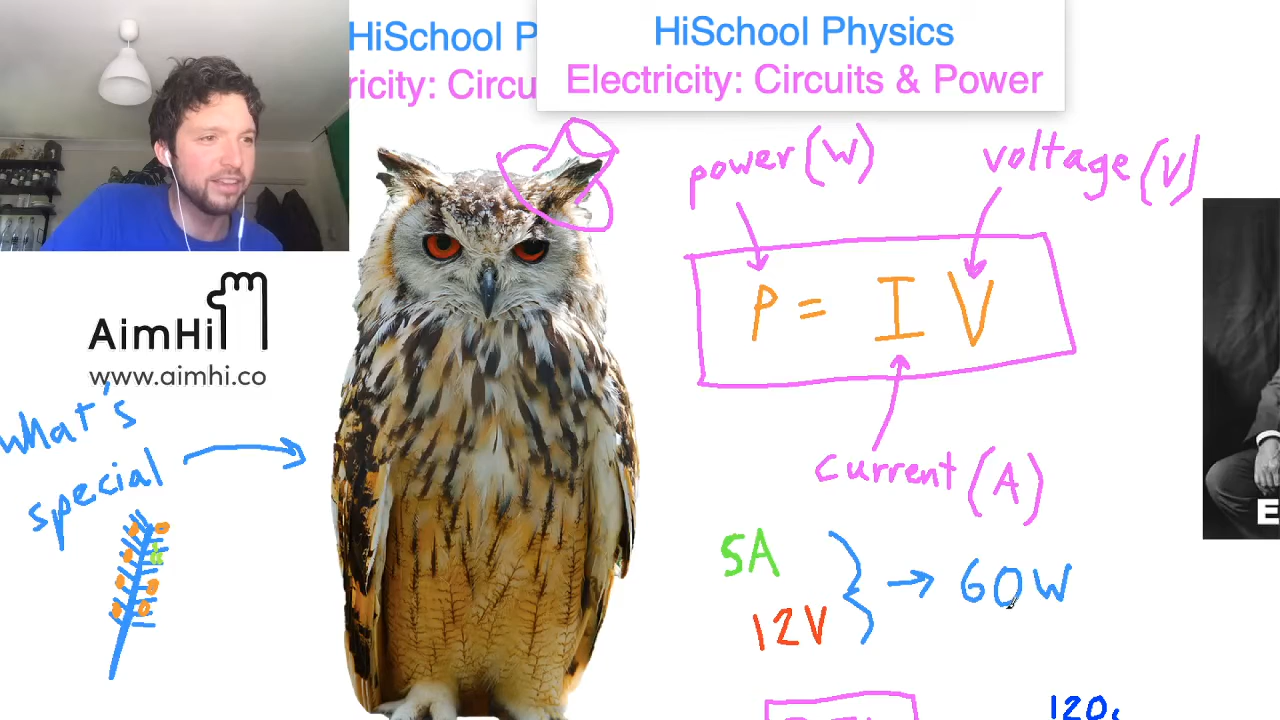 HiSchool P
ricity: Circu
HiSchool Physics
Electricity: Circuits & Power
power (W)
voltage (V)
P = I V
current (A)
AimHi
www.aimhi.co
what's
special
5A
12V
60W
120
E